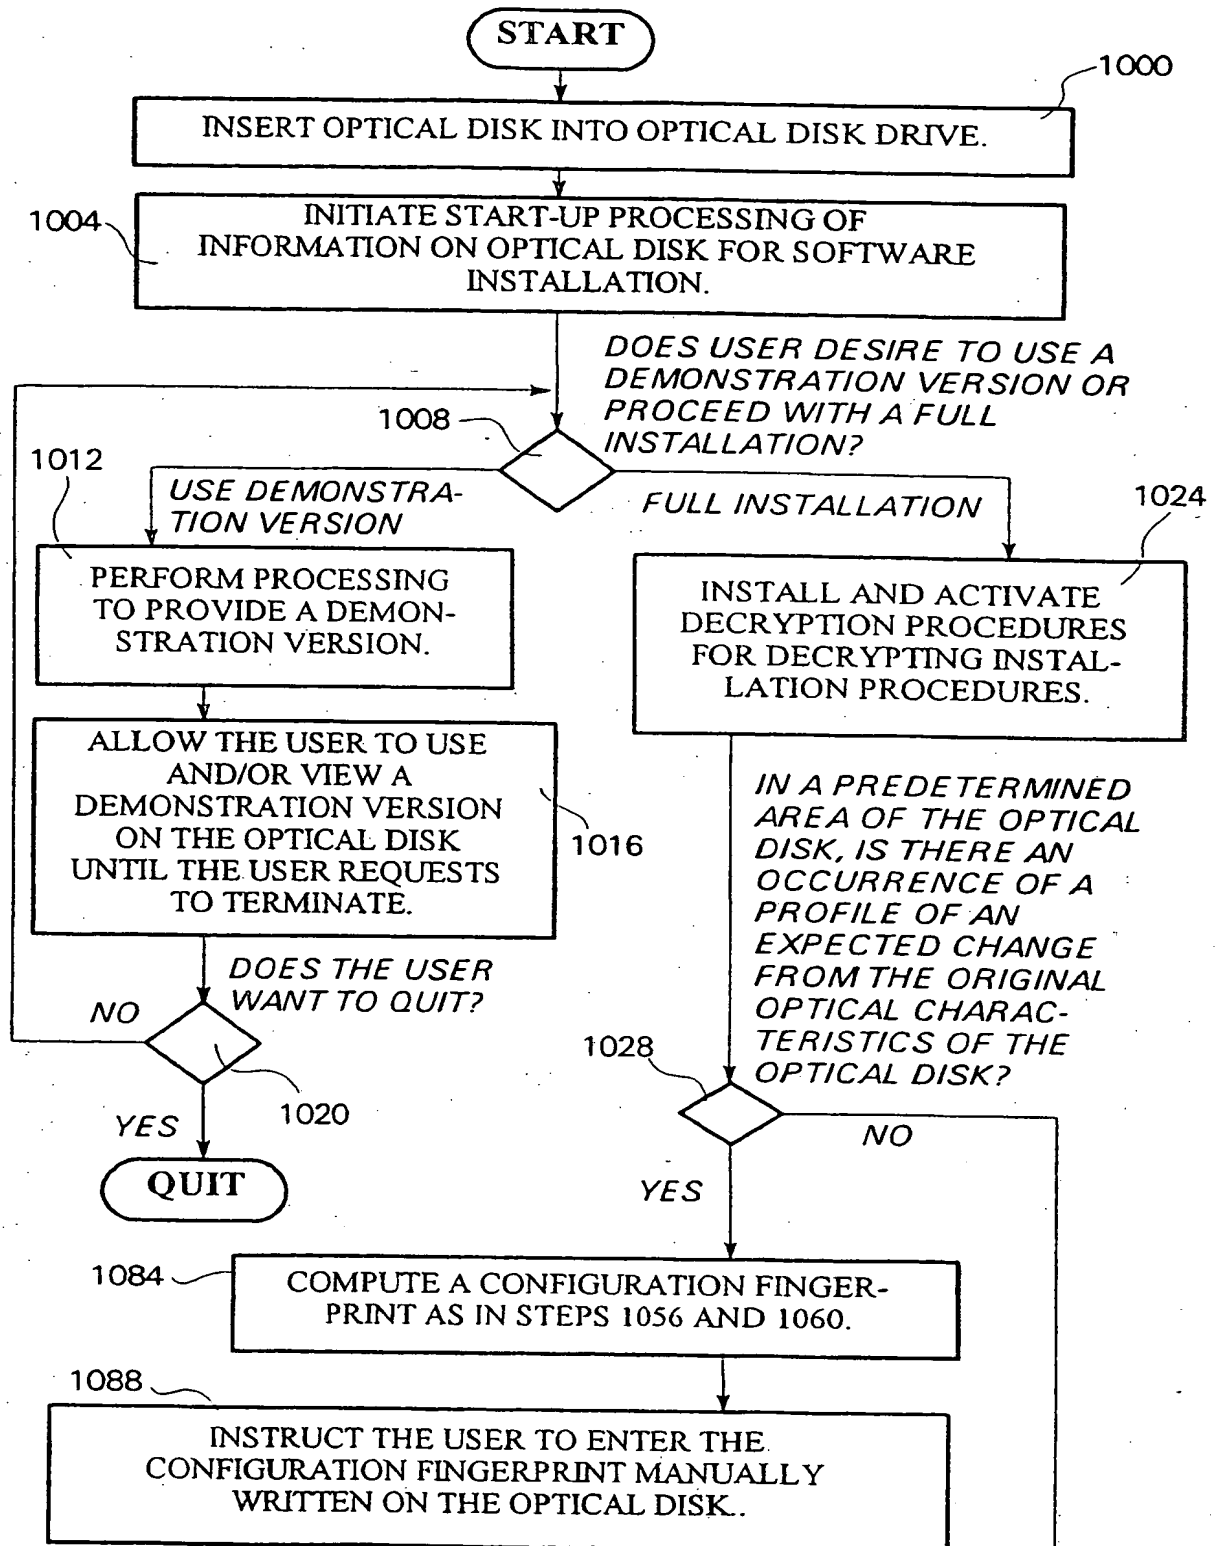 START
1000
INSERT OPTICAL DISK INTO OPTICAL DISK DRIVE.
1004
INITIATE START-UP PROCESSING OF
INFORMATION ON OPTICAL DISK FOR SOFTWARE
INSTALLATION.
DOES USER DESIRE TO USE A
DEMONSTRATION VERSION OR
PROCEED WITH A FULL
INSTALLATION?
1008
1012
USE DEMONSTRA-
TION VERSION
FULL INSTALLATION
1024
PERFORM PROCESSING
TO PROVIDE A DEMON-
STRATION VERSION.
INSTALL AND ACTIVATE
DECRYPTION PROCEDURES
FOR DECRYPTING INSTAL-
LATION PROCEDURES.
ALLOW THE USER TO USE
AND/OR VIEW A
DEMONSTRATION VERSION
ON THE OPTICAL DISK
UNTIL THE USER REQUESTS
TO TERMINATE.
1016
IN A PREDETERMINED
AREA OF THE OPTICAL
DISK, IS THERE AN
OCCURRENCE OF A
PROFILE OF AN
EXPECTED CHANGE
FROM THE ORIGINAL
OPTICAL CHARAC-
TERISTICS OF THE
OPTICAL DISK?
DOES THE USER
WANT TO QUIT?
NO
1020
YES
QUIT
1028
NO
YES
1084
COMPUTE A CONFIGURATION FINGER-
PRINT AS IN STEPS 1056 AND 1060.
1088
INSTRUCT THE USER TO ENTER THE
CONFIGURATION FINGERPRINT MANUALLY
WRITTEN ON THE OPTICAL DISK..